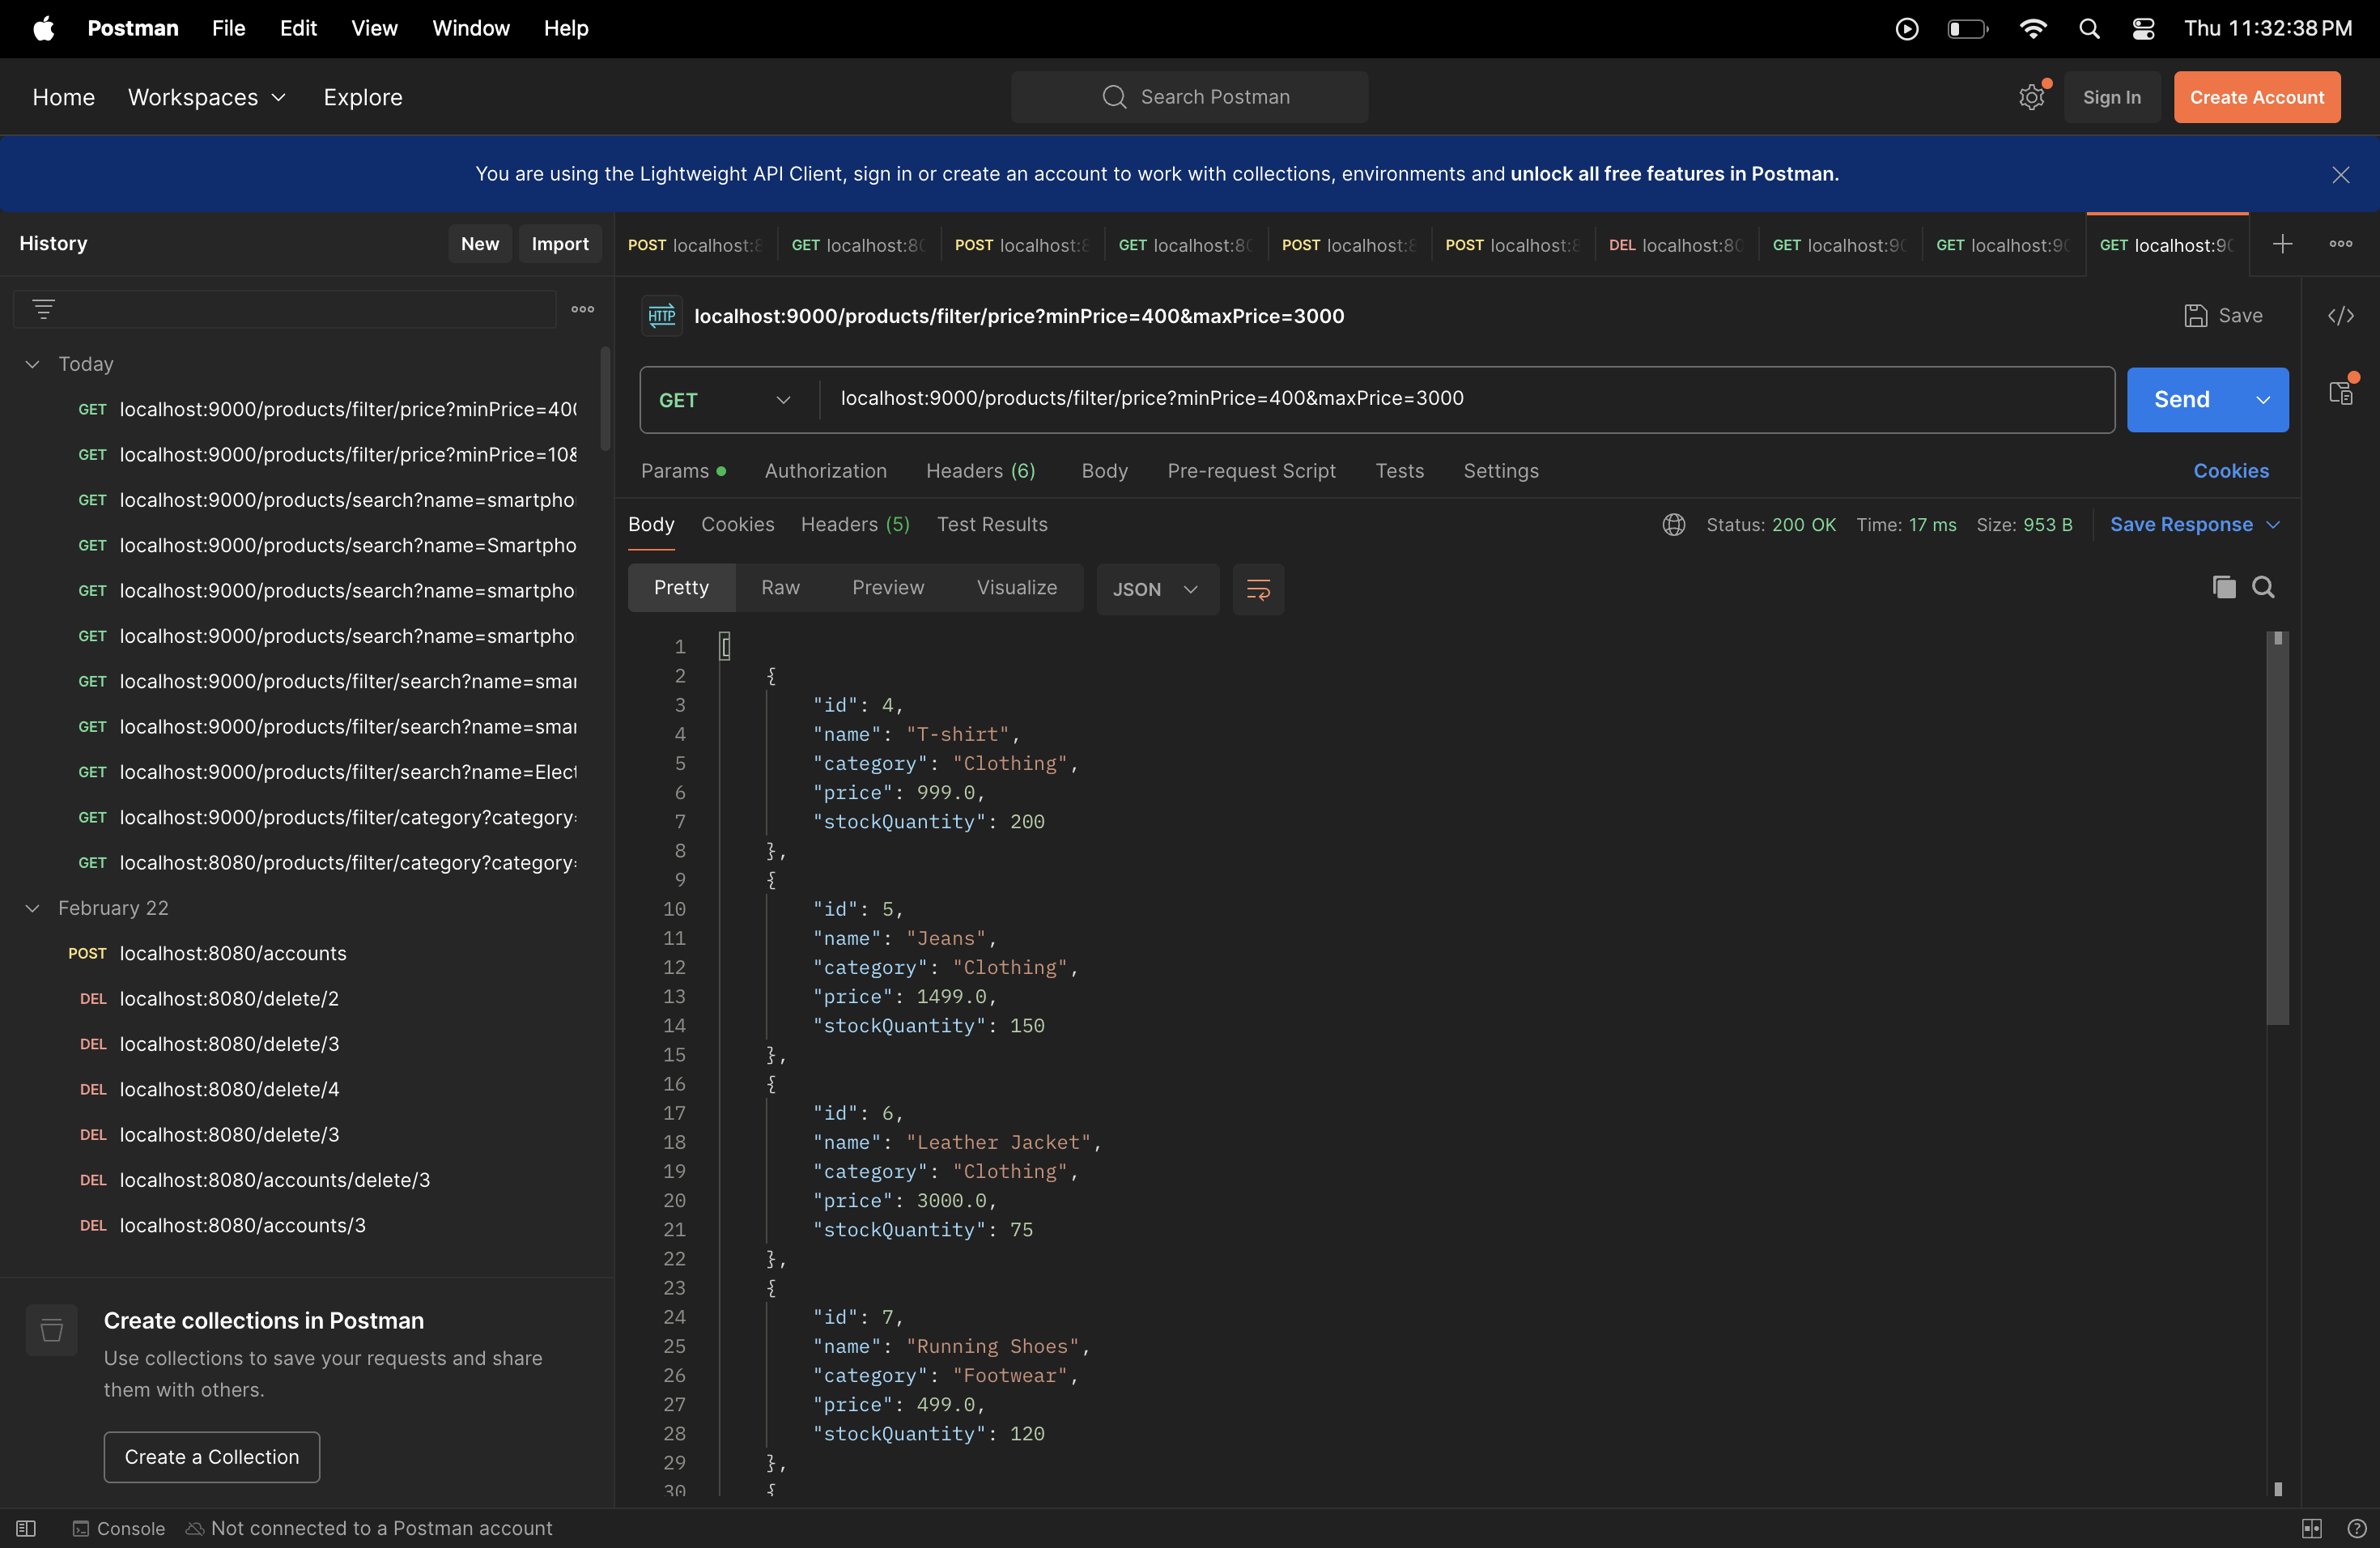 Postman File Edit View Window Help Thu 11:32:38 PM
Home Workspaces Explore Search Postman Sign In Create Account
You are using the Lightweight API Client, sign in or create an account to work with collections, environments and unlock all free features in Postman.
History New Import
POST localhost:8 GET localhost:80 POST localhost:8 GET localhost:80 POST localhost:8 POST localhost:8 DEL localhost:80 GET localhost:90 GET localhost:90 GET localhost:90
Today
GET localhost:9000/products/filter/price?minPrice=400
GET localhost:9000/products/filter/price?minPrice=10&
GET localhost:9000/products/search?name=smartpho
GET localhost:9000/products/search?name=Smartpho
GET localhost:9000/products/search?name=smartpho
GET localhost:9000/products/search?name=smartpho
GET localhost:9000/products/filter/search?name=smar
GET localhost:9000/products/filter/search?name=smar
GET localhost:9000/products/filter/search?name=Elect
GET localhost:9000/products/filter/category?category=
GET localhost:8080/products/filter/category?category=
February 22
POST localhost:8080/accounts
DEL localhost:8080/delete/2
DEL localhost:8080/delete/3
DEL localhost:8080/delete/4
DEL localhost:8080/delete/3
DEL localhost:8080/accounts/delete/3
DEL localhost:8080/accounts/3
Create collections in Postman
Use collections to save your requests and share
them with others.
Create a Collection
HTTP localhost:9000/products/filter/price?minPrice=400&maxPrice=3000 Save
GET localhost:9000/products/filter/price?minPrice=400&maxPrice=3000 Send
Params Authorization Headers (6) Body Pre-request Script Tests Settings Cookies
Body Cookies Headers (5) Test Results Status: 200 OK Time: 17 ms Size: 953 B Save Response
Pretty Raw Preview Visualize JSON
1 [
2 {
3 "id": 4,
4 "name": "T-shirt",
5 "category": "Clothing",
6 "price": 999.0,
7 "stockQuantity": 200
8 },
9 {
10 "id": 5,
11 "name": "Jeans",
12 "category": "Clothing",
13 "price": 1499.0,
14 "stockQuantity": 150
15 },
16 {
17 "id": 6,
18 "name": "Leather Jacket",
19 "category": "Clothing",
20 "price": 3000.0,
21 "stockQuantity": 75
22 },
23 {
24 "id": 7,
25 "name": "Running Shoes",
26 "category": "Footwear",
27 "price": 499.0,
28 "stockQuantity": 120
29 },
30 {
Console Not connected to a Postman account